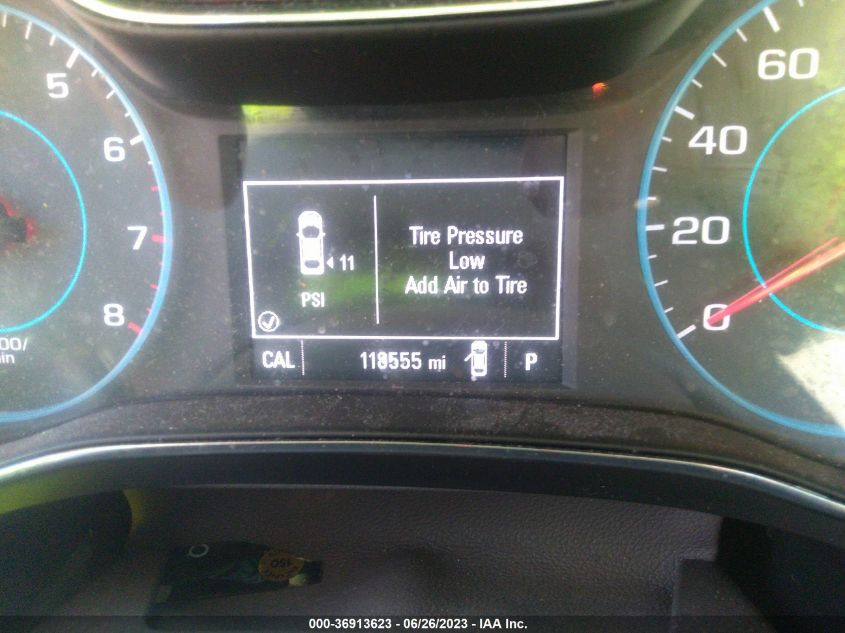 5
6
7
8
60
40
20
0
11
PSI
Tire Pressure
Low
Add Air to Tire
CAL
118555 mi
P
000-36913623 - 06/26/2023 - IAA Inc.